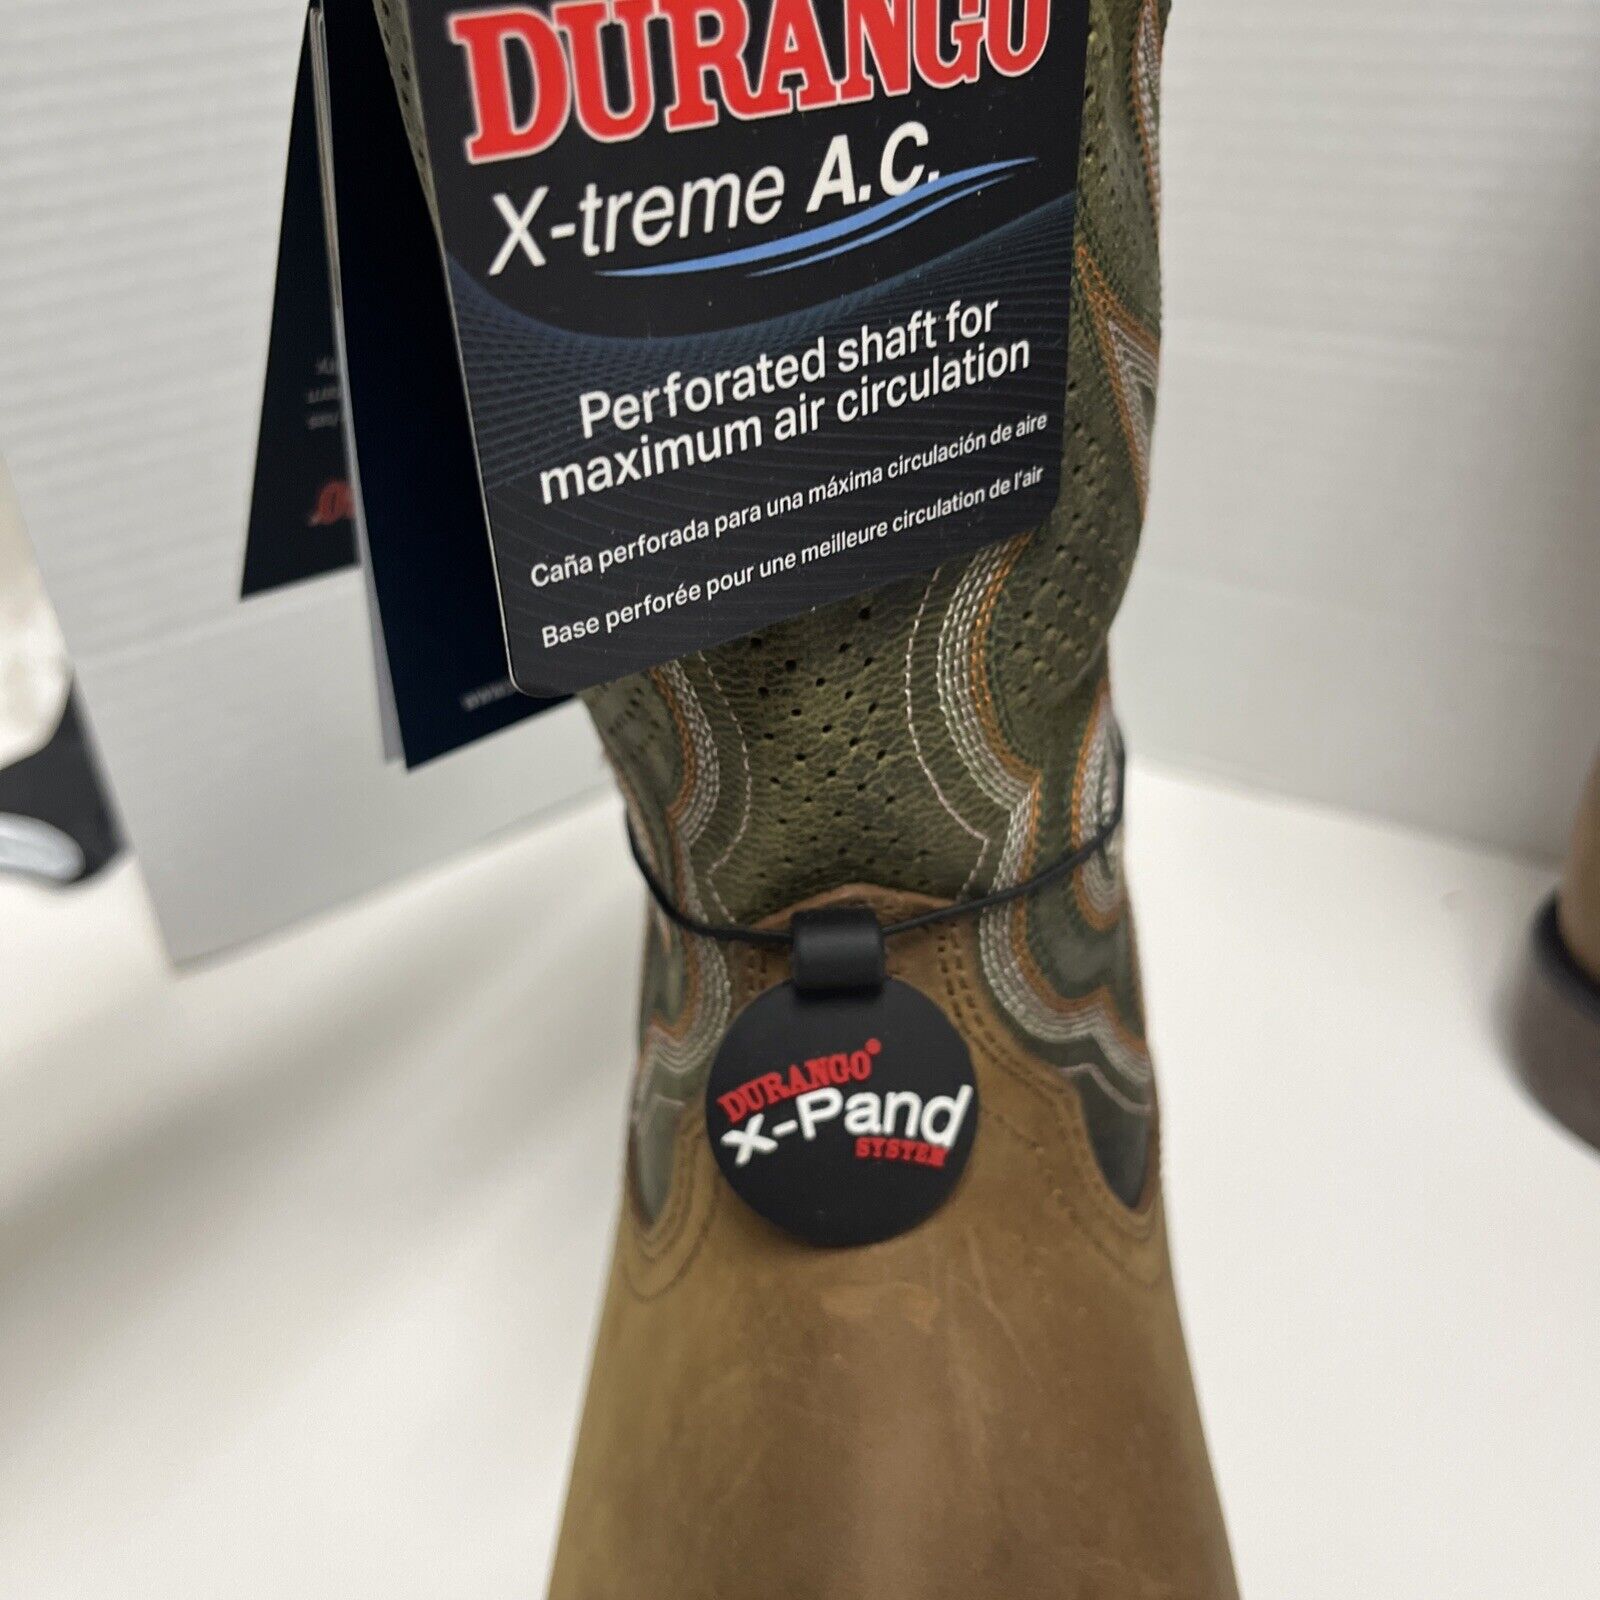 DURANGO
X-treme A.C.
Perforated shaft for
maximum air circulation
Caña perforada para una máxima circulación de aire
Base perforée pour une meilleure circulation de l'air
DURANGO®
X-Pand
SYSTEM